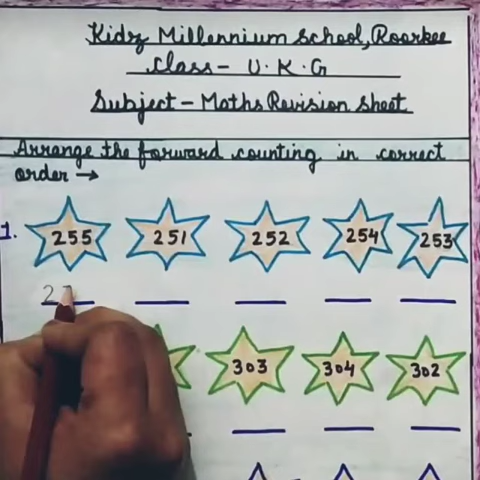 Kidz Millennium School, Roorkee
Class - U.K.G
Subject - Maths Revision Sheet
Arrange the forward counting in correct
order →
1. 255 251 252 254 253
2
303 304 302